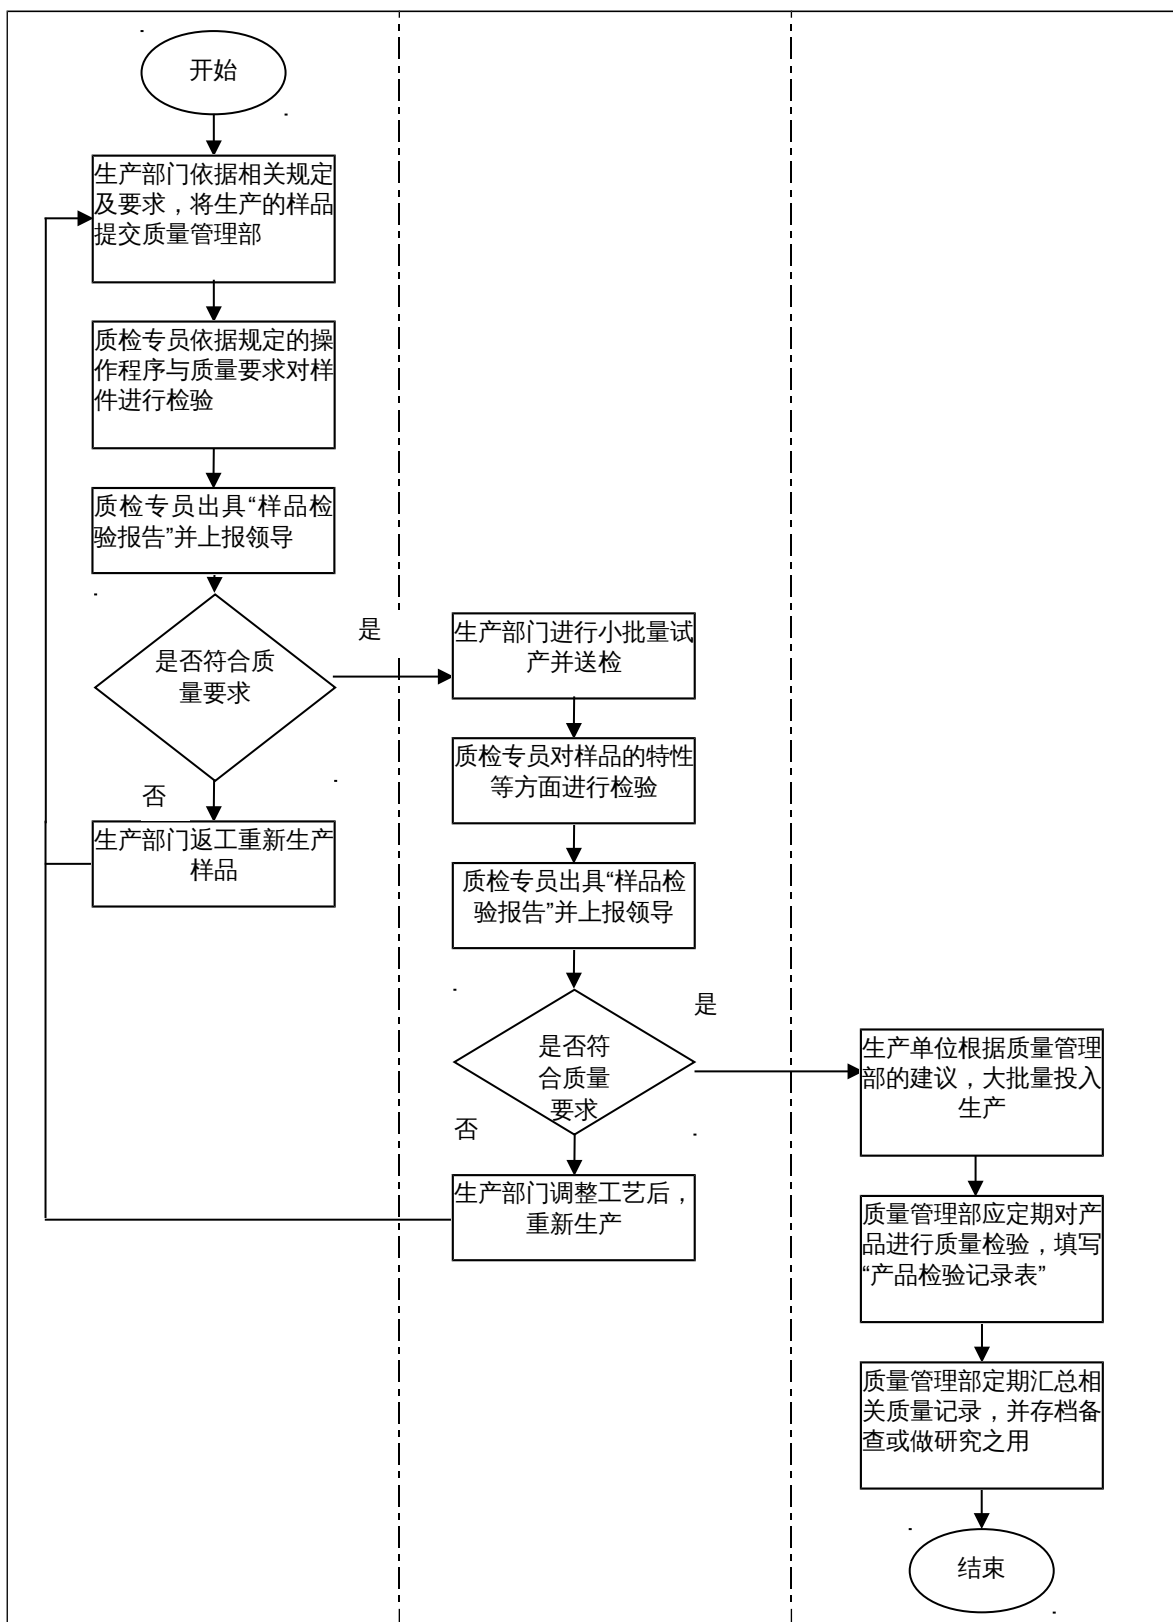 开始
生产部门依据相关规定
及要求，将生产的样品
提交质量管理部
质检专员依据规定的操
作程序与质量要求对样
件进行检验
质检专员出具“样品检
验报告”并上报领导
是否符合质
量要求
是
否
生产部门返工重新生产
样品
生产部门进行小批量试
产并送检
质检专员对样品的特性
等方面进行检验
质检专员出具“样品检
验报告”并上报领导
是否符
合质量
要求
是
否
生产部门调整工艺后，
重新生产
生产单位根据质量管理
部的建议，大批量投入
生产
质量管理部应定期对产
品进行质量检验，填写
“产品检验记录表”
质量管理部定期汇总相
关质量记录，并存档备
查或做研究之用
结束